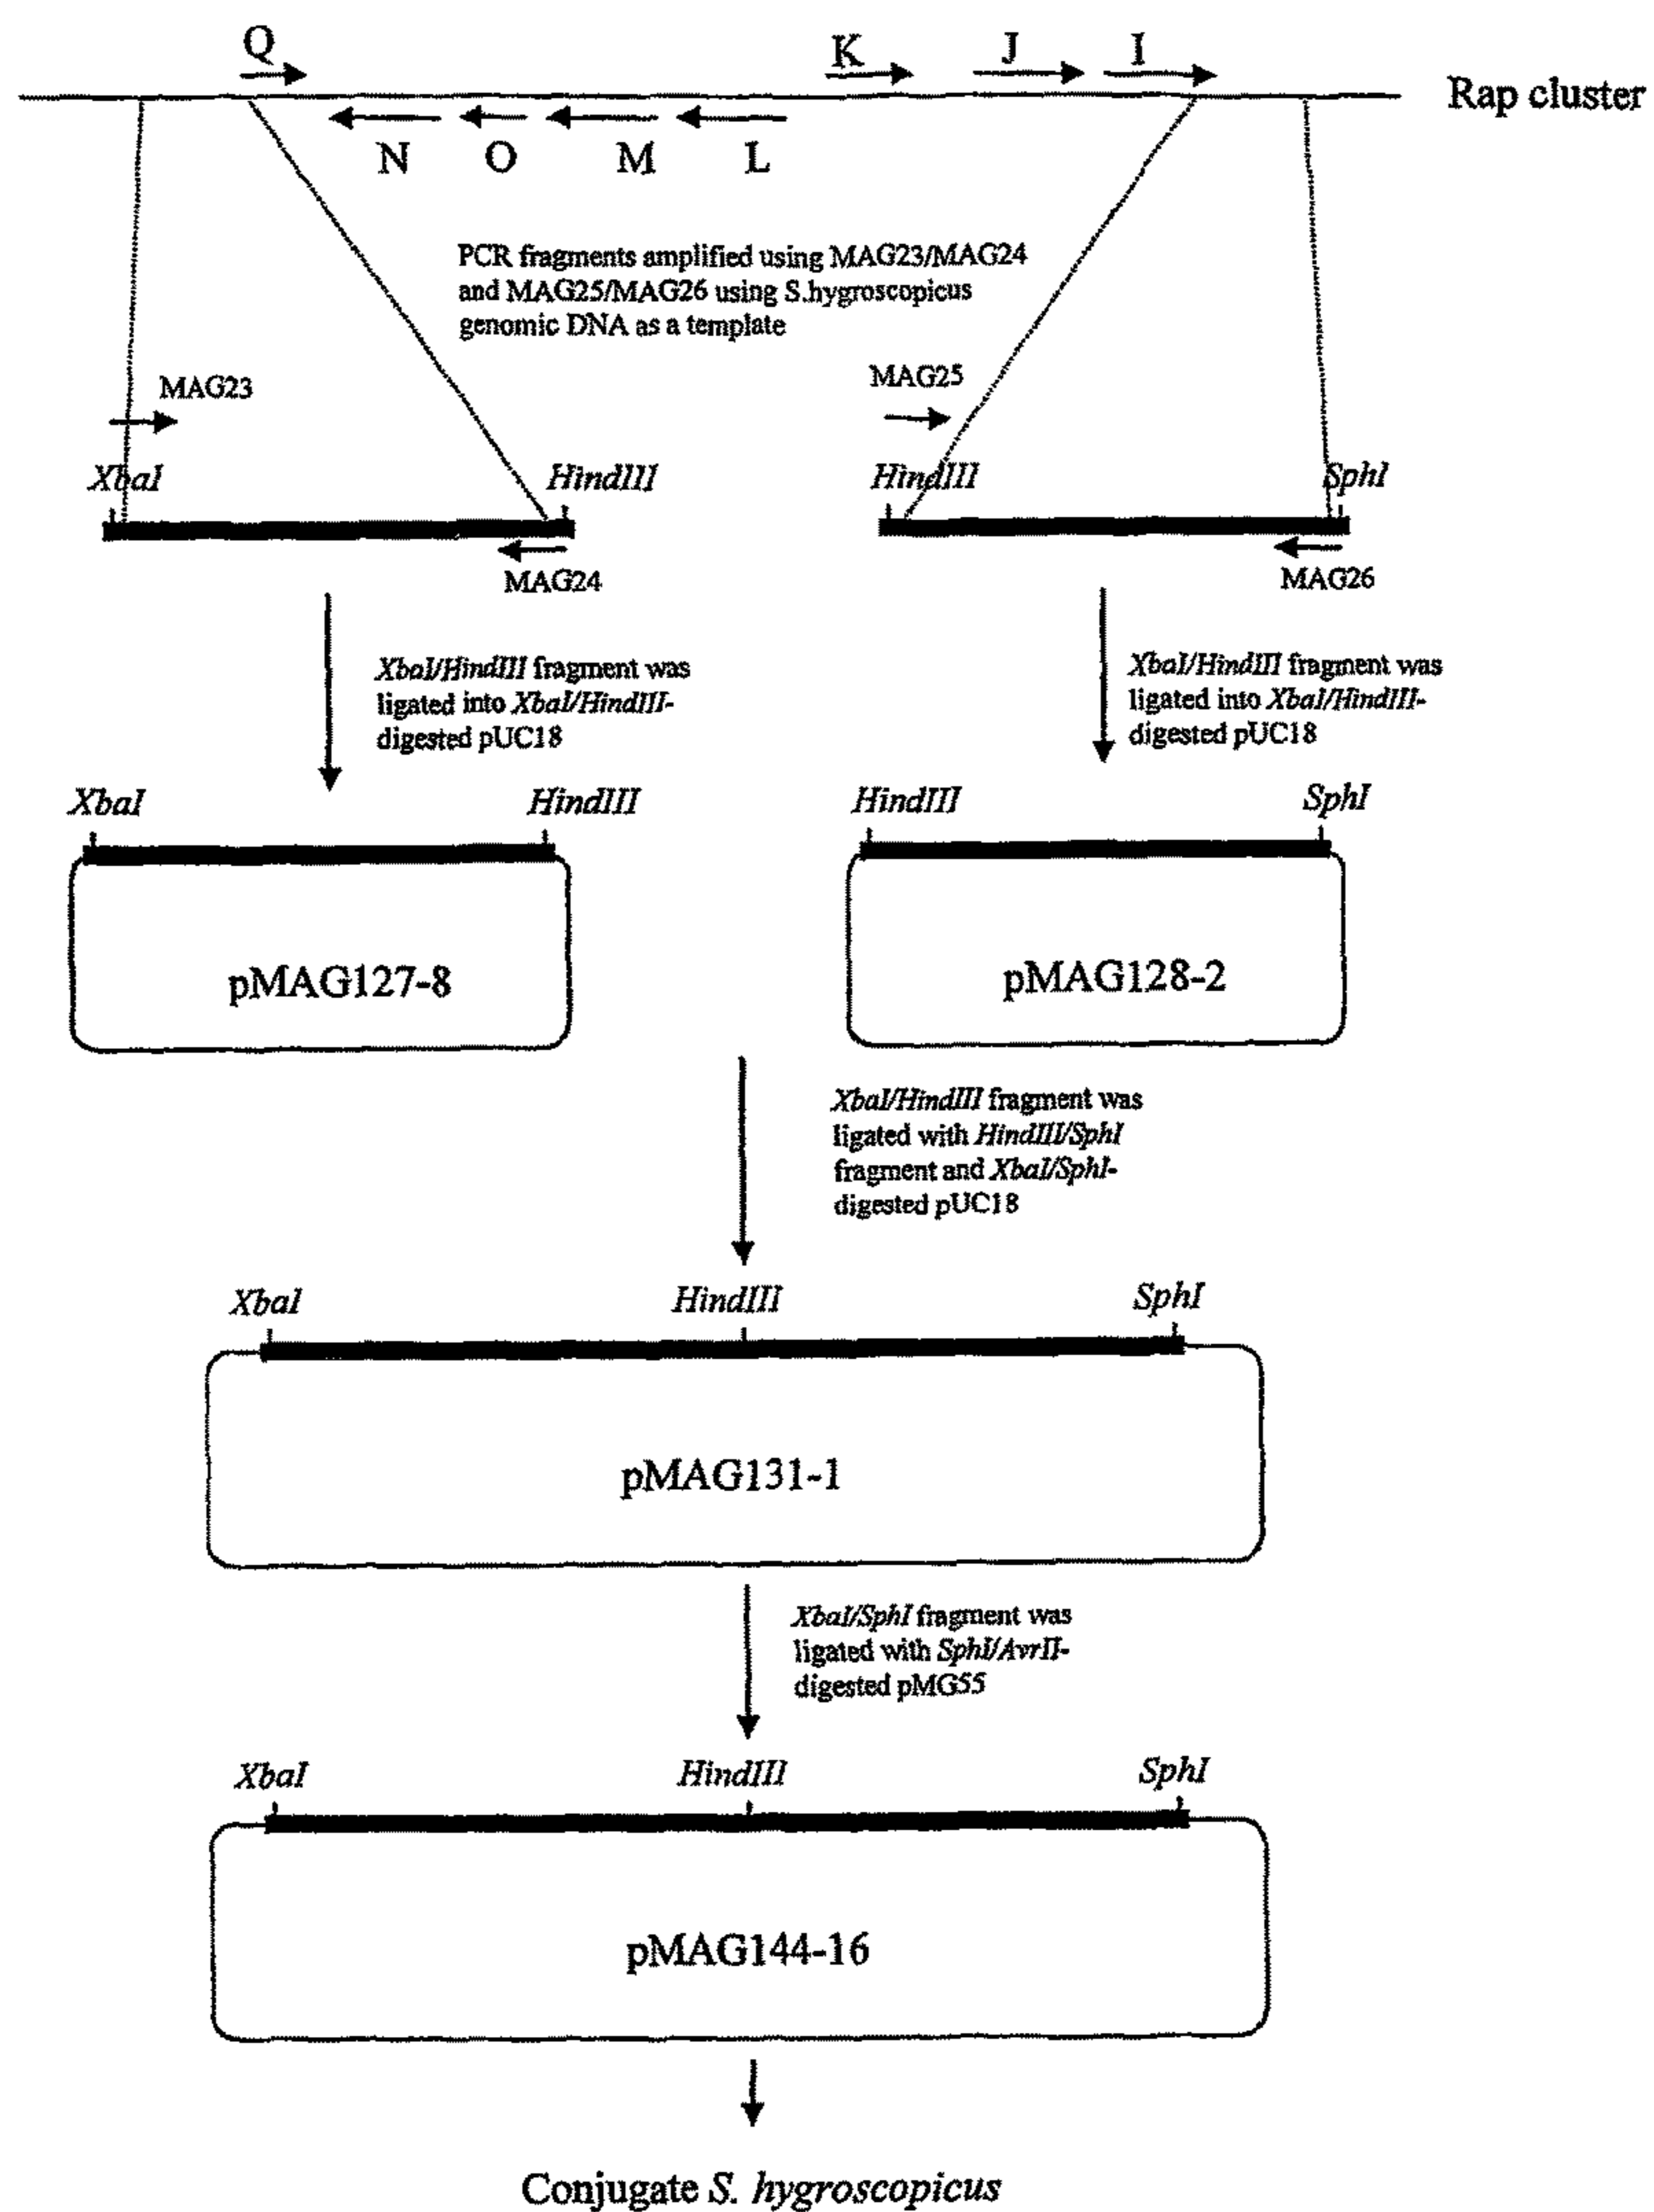 Q
K
J
I
Rap cluster
N
O
M
L
PCR fragments amplified using MAG23/MAG24
and MAG25/MAG26 using S.hygroscopicus
genomic DNA as a template
MAG23
MAG25
XbaI
HindIII
HindIII
SphI
MAG24
MAG26
XbaI/HindIII fragment was
ligated into XbaI/HindIII-
digested pUC18
XbaI/HindIII fragment was
ligated into XbaI/HindIII-
digested pUC18
XbaI
HindIII
HindIII
SphI
pMAG127-8
pMAG128-2
XbaI/HindIII fragment was
ligated with HindIII/SphI
fragment and XbaI/SphI-
digested pUC18
XbaI
HindIII
SphI
pMAG131-1
XbaI/SphI fragment was
ligated with SphI/AvrII-
digested pMG55
XbaI
HindIII
SphI
pMAG144-16
Conjugate S. hygroscopicus